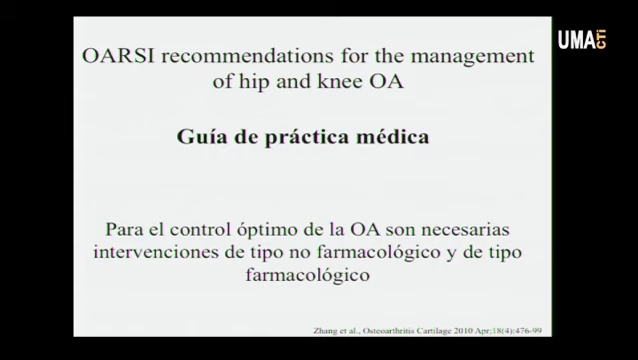 OARSI recommendations for the management
of hip and knee OA
Guía de práctica médica
Para el control óptimo de la OA son necesarias
intervenciones de tipo no farmacológico y de tipo
farmacológico
Zhang et al., Osteoarthritis Cartilage 2010 Apr;18(4):476-99
UMA
CTi